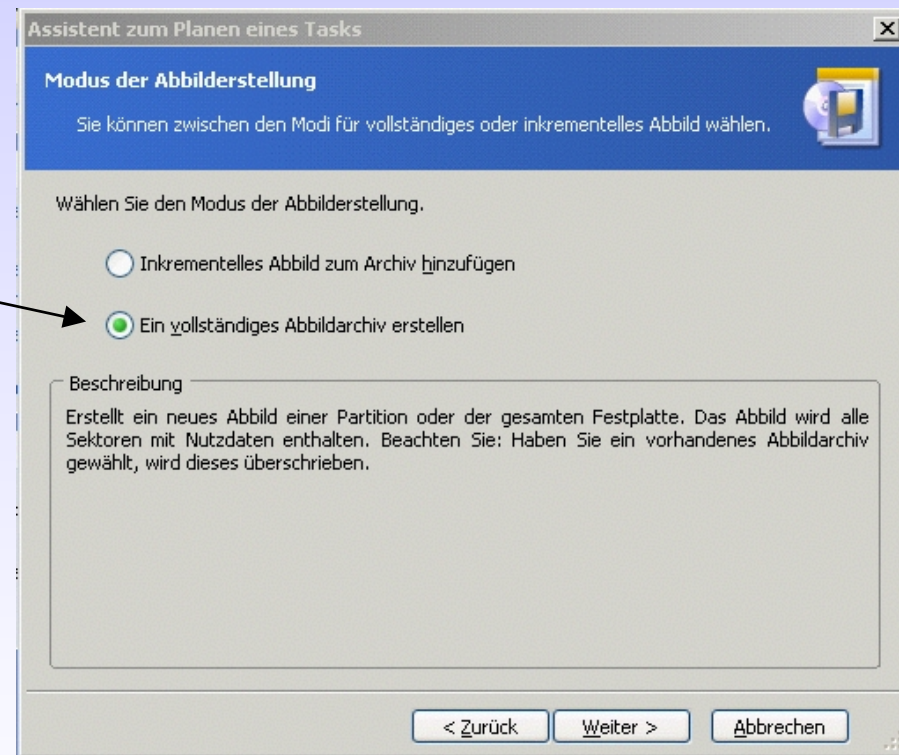 Assistent zum Planen eines Tasks
Modus der Abbilderstellung
Sie können zwischen den Modi für vollständiges oder inkrementelles Abbild wählen.
Wählen Sie den Modus der Abbilderstellung.
Inkrementelles Abbild zum Archiv hinzufügen
Ein vollständiges Abbildarchiv erstellen
Beschreibung
Erstellt ein neues Abbild einer Partition oder der gesamten Festplatte. Das Abbild wird alle
Sektoren mit Nutzdaten enthalten. Beachten Sie: Haben Sie ein vorhandenes Abbildarchiv
gewählt, wird dieses überschrieben.
< Zurück Weiter > Abbrechen